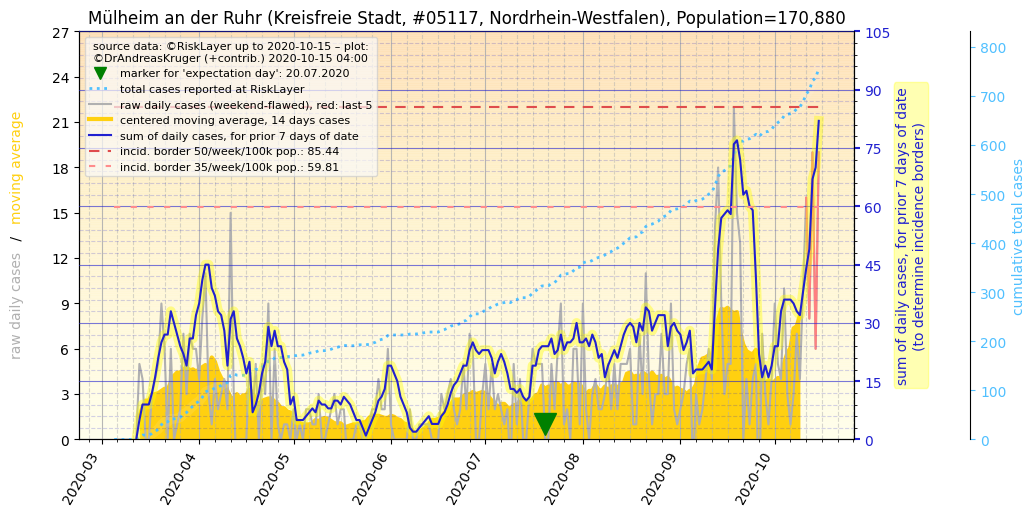 Mülheim an der Ruhr (Kreisfreie Stadt, #05117, Nordrhein-Westfalen), Population=170,880
source data: ©RiskLayer up to 2020-10-15 – plot:
©DrAndreasKruger (+contrib.) 2020-10-15 04:00
marker for 'expectation day': 20.07.2020
total cases reported at RiskLayer
raw daily cases (weekend-flawed), red: last 5
centered moving average, 14 days cases
sum of daily cases, for prior 7 days of date
incid. border 50/week/100k pop.: 85.44
incid. border 35/week/100k pop.: 59.81
raw daily cases / moving average
27
24
21
18
15
12
9
6
3
0
2020-03
2020-04
2020-05
2020-06
2020-07
2020-08
2020-09
2020-10
105
90
75
60
45
30
15
0
sum of daily cases, for prior 7 days of date
(to determine incidence borders)
800
700
600
500
400
300
200
100
0
cumulative total cases